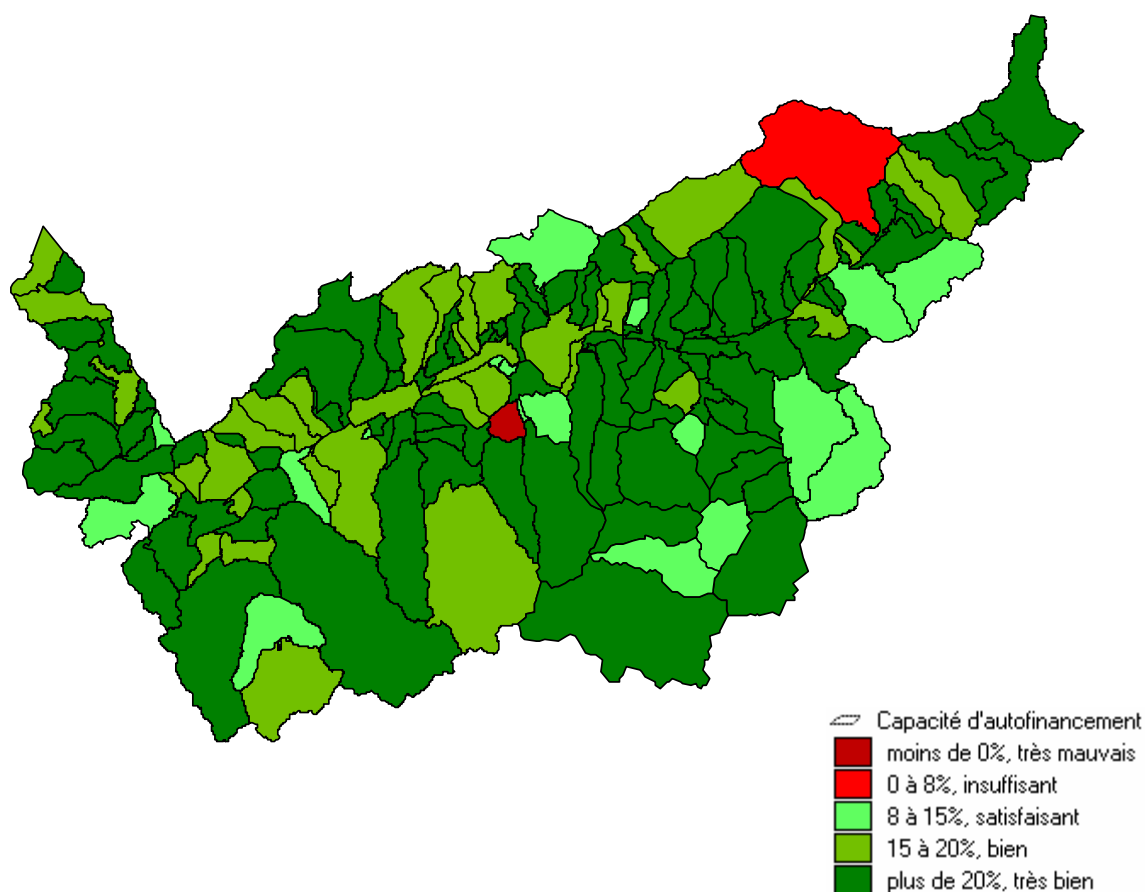 Capacité d'autofinancement
moins de 0%, très mauvais
0 à 8%, insuffisant
8 à 15%, satisfaisant
15 à 20%, bien
plus de 20%, très bien